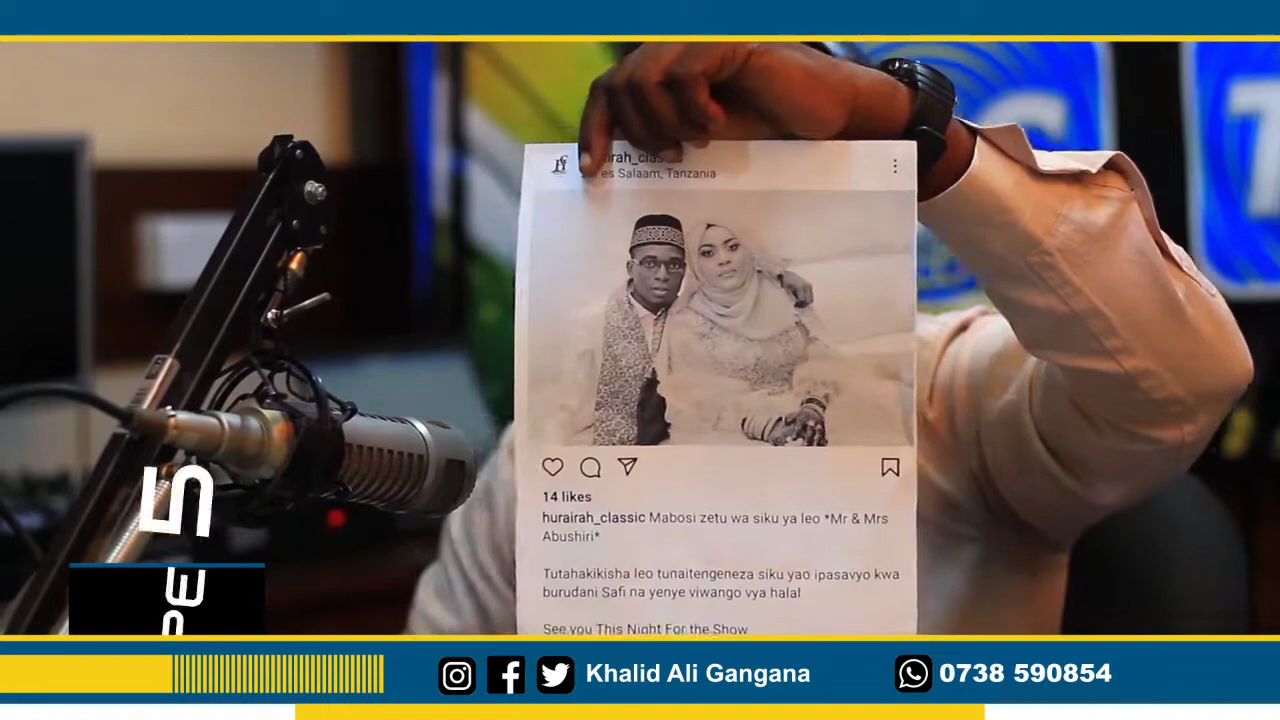 es Salaam, Tanzania
14 likes
hurairah_classic Mabosi zetu wa siku ya leo *Mr & Mrs
Abushiri*
Tutahakikisha leo tunaitengeneza siku yao ipasavyo kwa
burudani Safi na yenye viwango vya halal
See you This Night For the Show
5
Khalid Ali Gangana
0738 590854